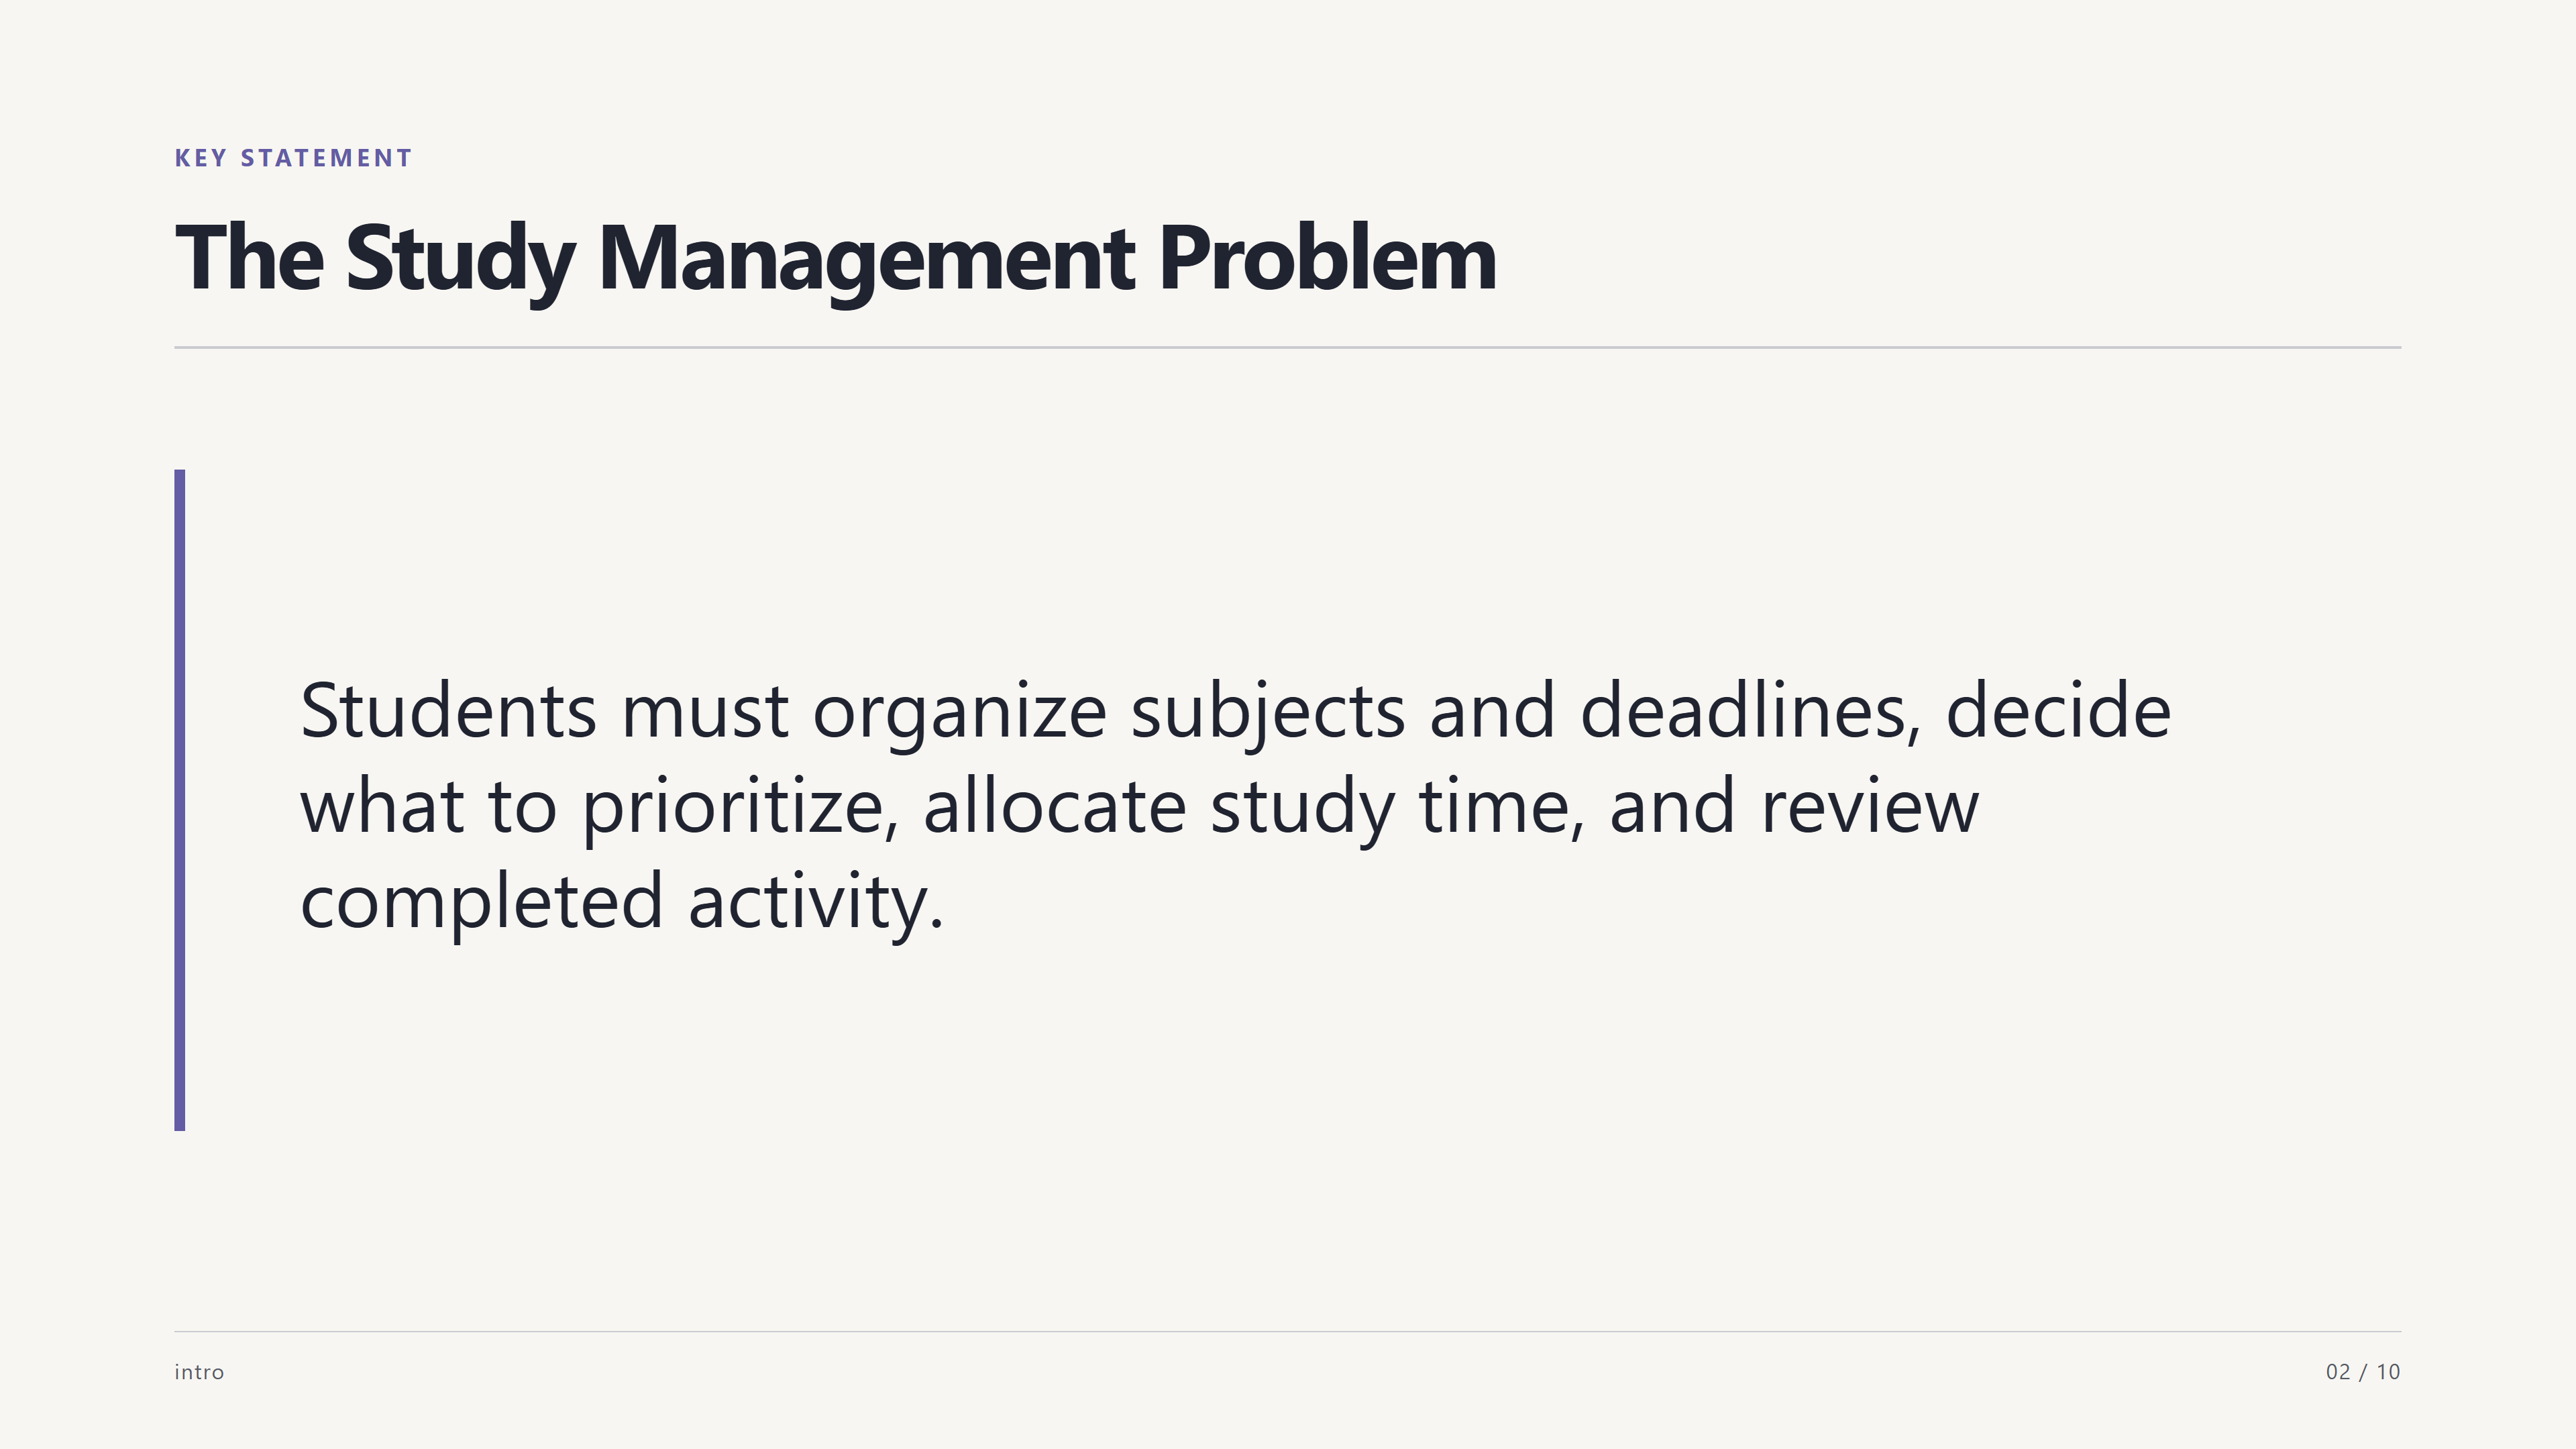 KEY STATEMENT
The Study Management Problem
Students must organize subjects and deadlines, decide
what to prioritize, allocate study time, and review
completed activity.
intro
02 / 10